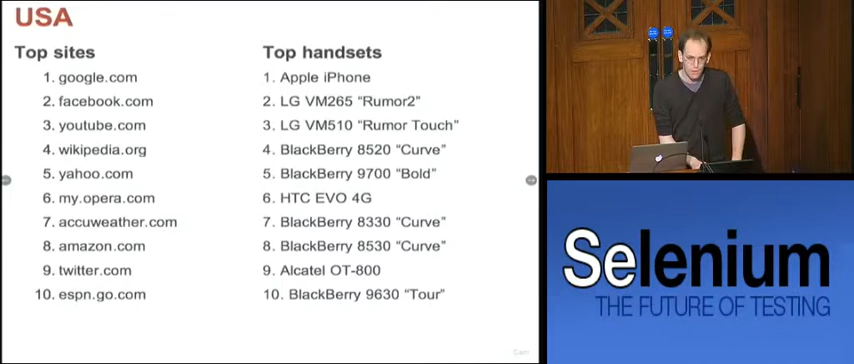 USA
Top sites
1. google.com
2. facebook.com
3. youtube.com
4. wikipedia.org
5. yahoo.com
6. my.opera.com
7. accuweather.com
8. amazon.com
9. twitter.com
10. espn.go.com
Top handsets
1. Apple iPhone
2. LG VM265 “Rumor2”
3. LG VM510 “Rumor Touch”
4. BlackBerry 8520 “Curve”
5. BlackBerry 9700 “Bold”
6. HTC EVO 4G
7. BlackBerry 8330 “Curve”
8. BlackBerry 8530 “Curve”
9. Alcatel OT-800
10. BlackBerry 9630 “Tour”
Selenium
THE FUTURE OF TESTING